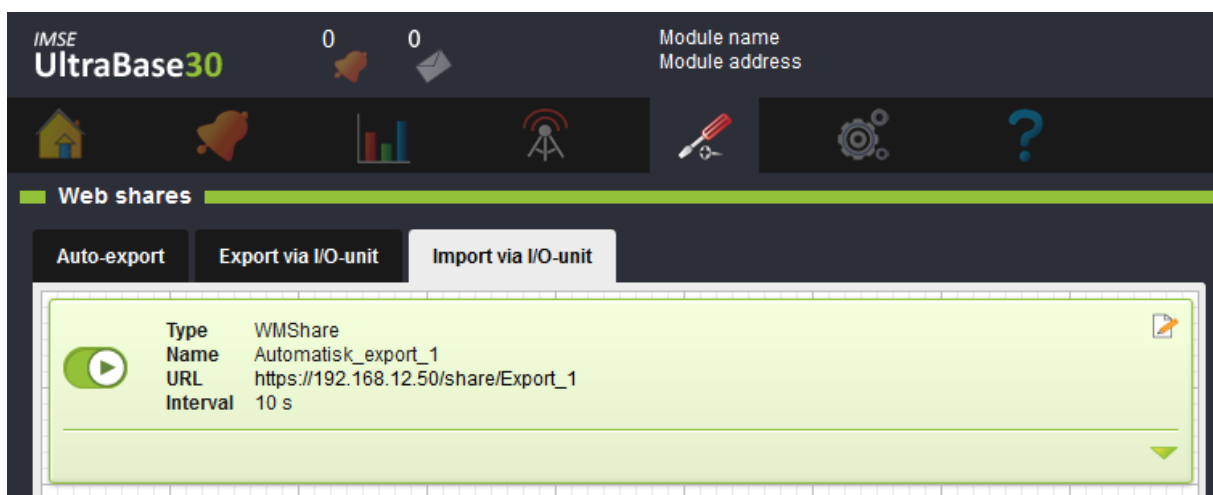 IMSE
UltraBase30
0 0
Module name
Module address
?
Web shares
Auto-export Export via I/O-unit Import via I/O-unit
Type WMShare
Name Automatisk_export_1
URL https://192.168.12.50/share/Export_1
Interval 10 s